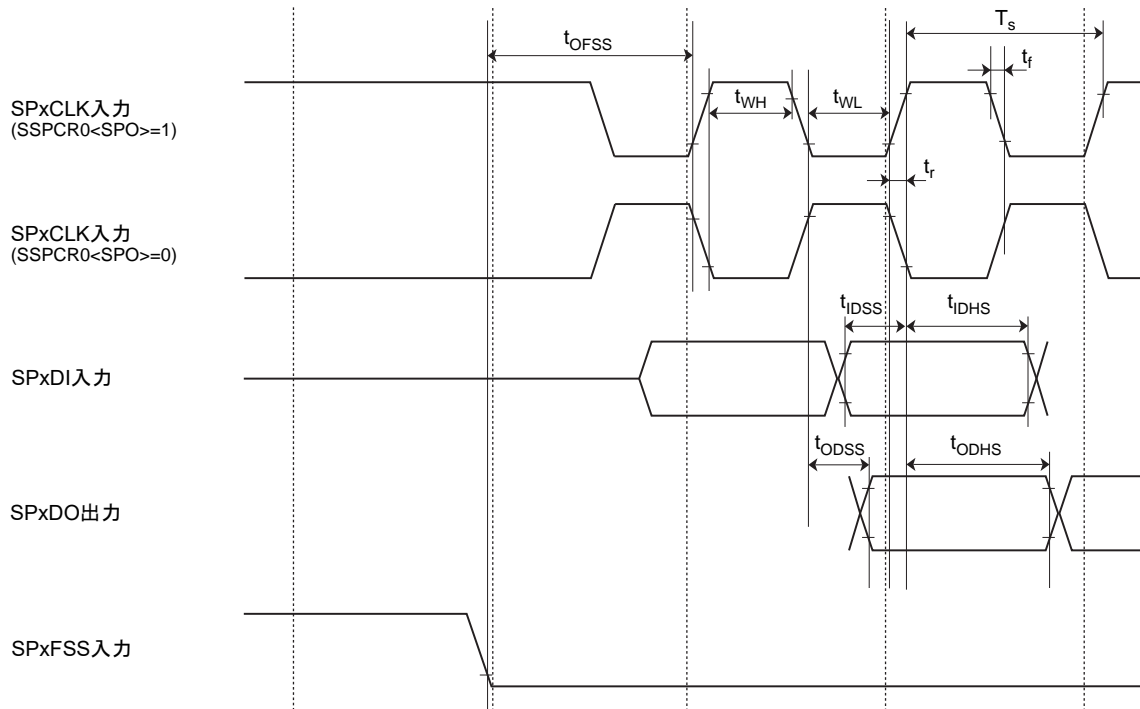 tOFSS
Ts
tf
SPxCLK入力
(SSPCR0<SPO>=1)
tWH
tWL
tr
SPxCLK入力
(SSPCR0<SPO>=0)
tIDSS
tIDHS
SPxDI入力
tODSS
tODHS
SPxDO出力
SPxFSS入力